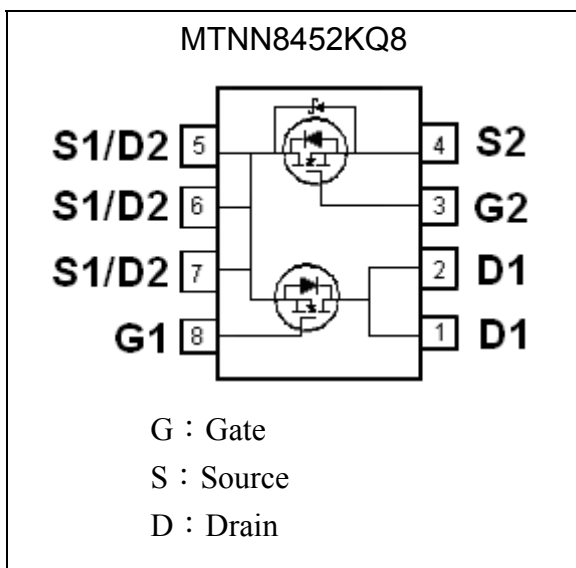 MTNN8452KQ8
S1/D2 5 4 S2
S1/D2 6 3 G2
S1/D2 7 2 D1
G1 8 1 D1
G：Gate
S：Source
D：Drain